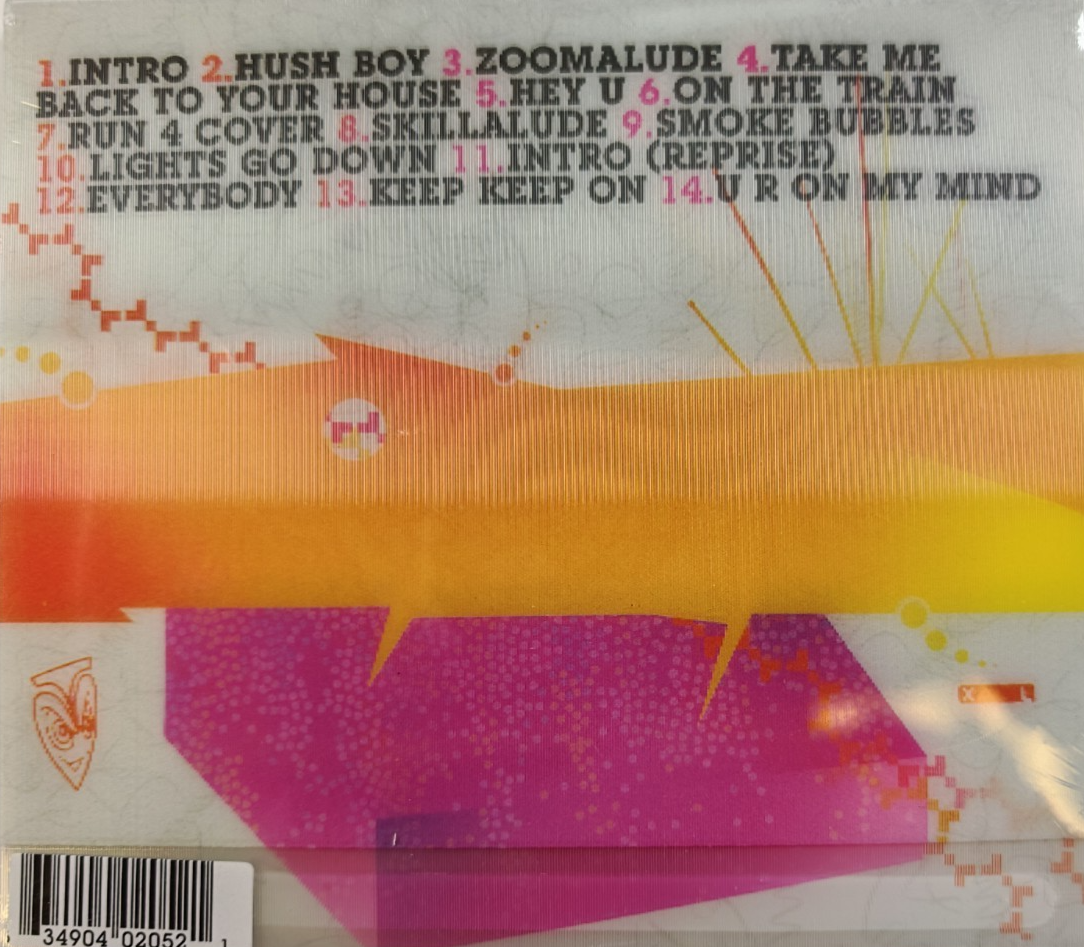 1.INTRO 2.HUSH BOY 3.ZOOMALUDE 4.TAKE ME
BACK TO YOUR HOUSE 5.HEY U 6.ON THE TRAIN
7.RUN 4 COVER 8.SKILLALUDE 9.SMOKE BUBBLES
10.LIGHTS GO DOWN 11.INTRO (REPRISE)
12.EVERYBODY 13.KEEP KEEP ON 14.U R ON MY MIND
34904 02052 1